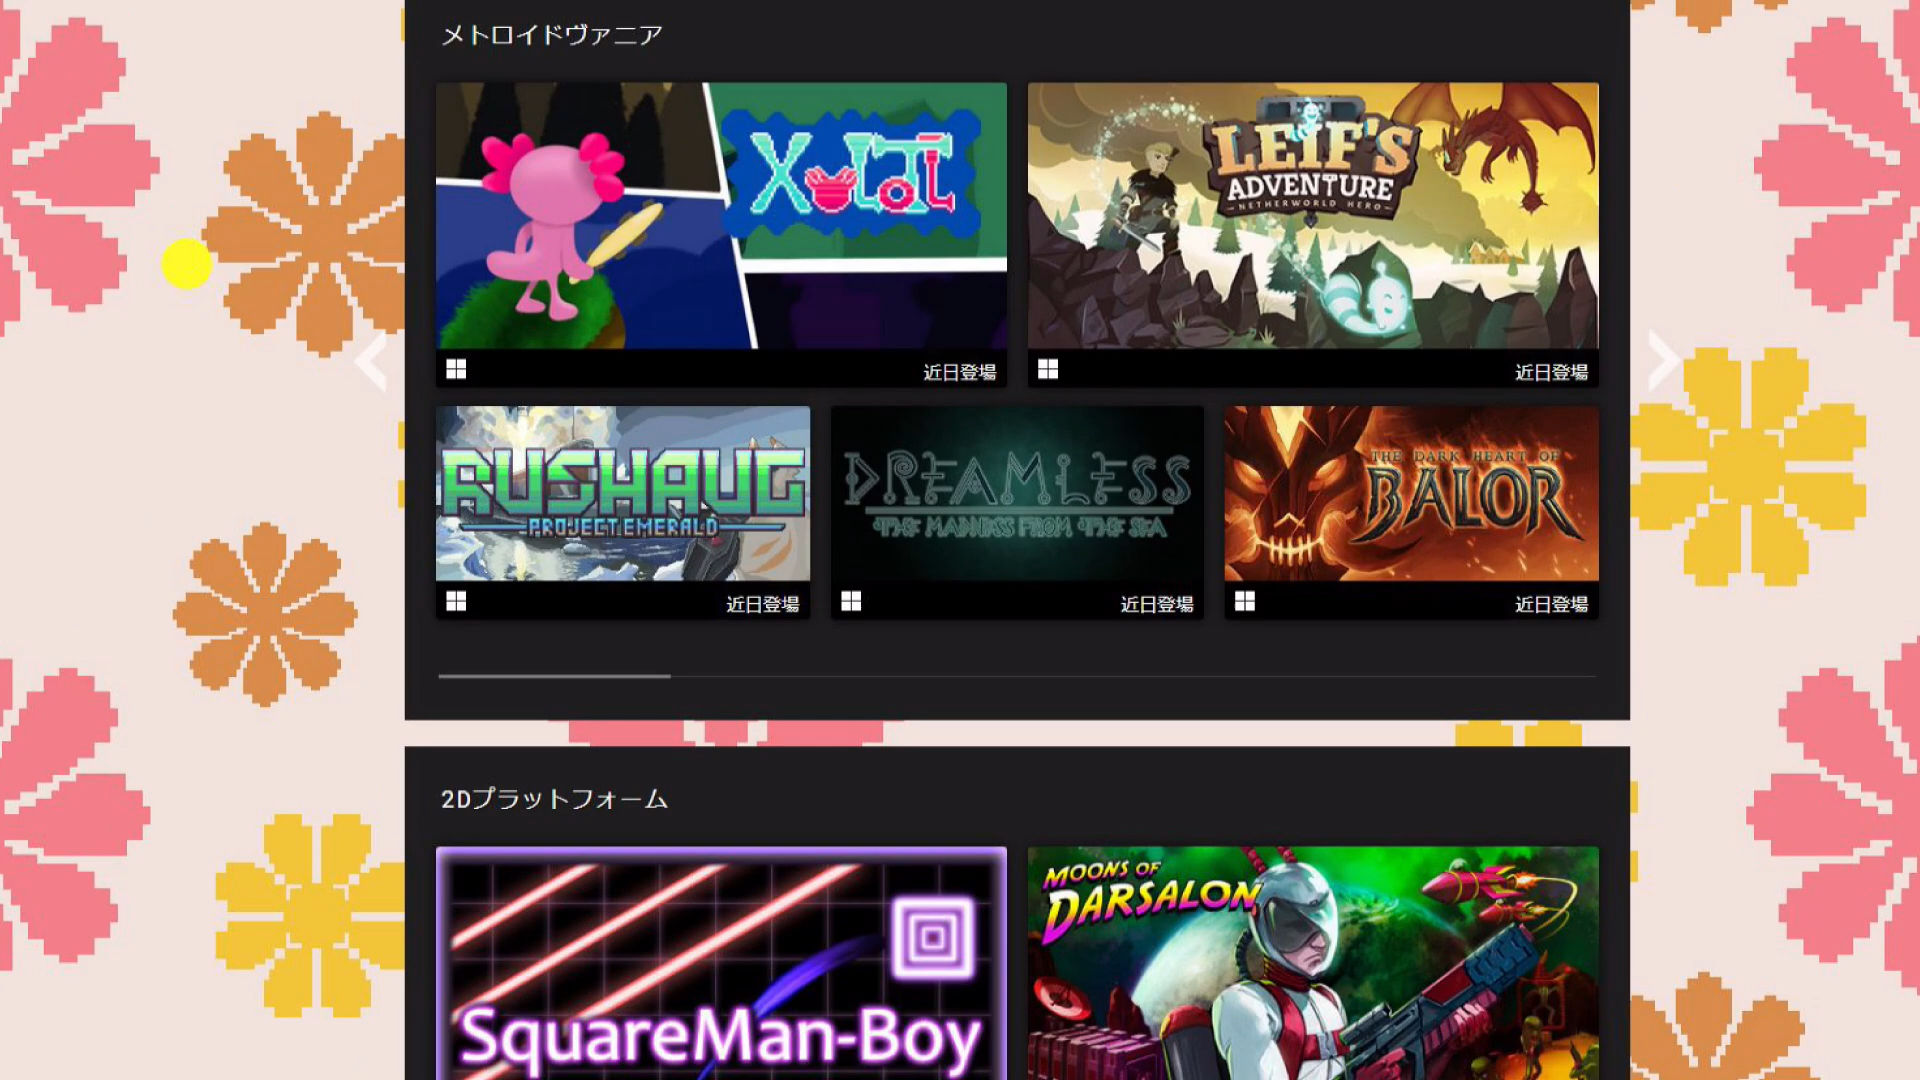 メトロイドヴァニア
XOLOTL
LEIF'S
ADVENTURE
NETHERWORLD HERO
近日登場
近日登場
RUSHAUG
PROJECT EMERALD
DREAMLESS
THE MADNESS FROM THE SEA
THE DARK HEART OF
BALOR
近日登場
近日登場
近日登場
2Dプラットフォーム
SquareMan-Boy
MOONS OF
DARSALON